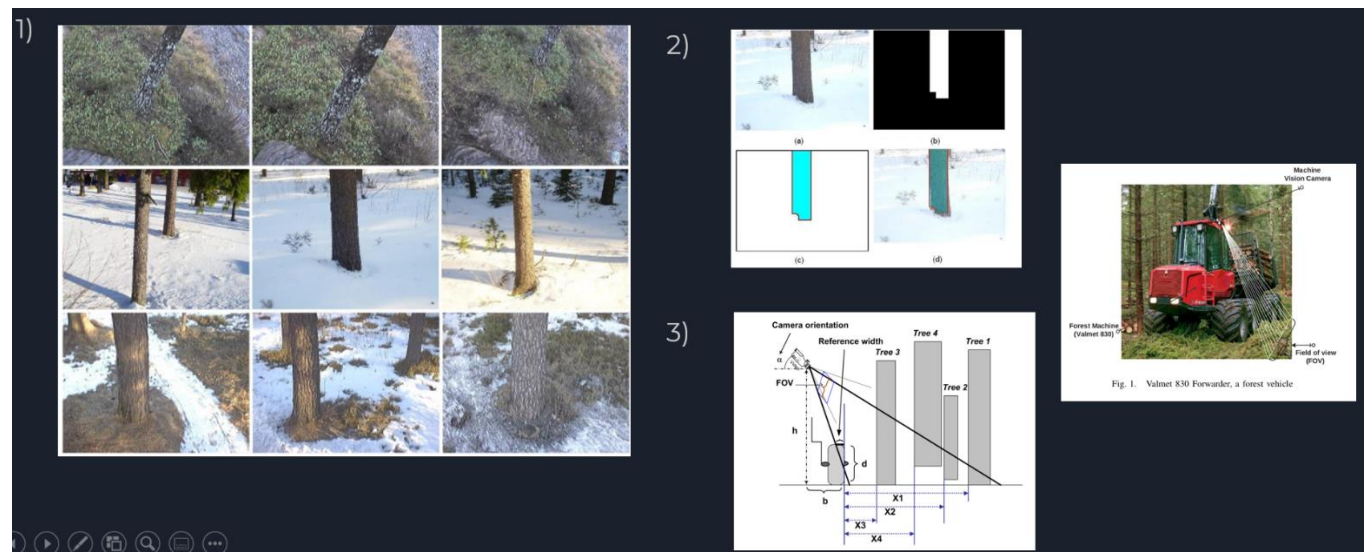 1)
2)
(a)
(b)
(c)
(d)
3)
Camera orientation
Reference width
Tree 4
Tree 1
Tree 3
Tree 2
α
FOV
h
d
b
X1
X2
X3
X4
Machine
Vision Camera
Forest Machine
(Valmet 830)
Field of view
(FOV)
Fig. 1. Valmet 830 Forwarder, a forest vehicle